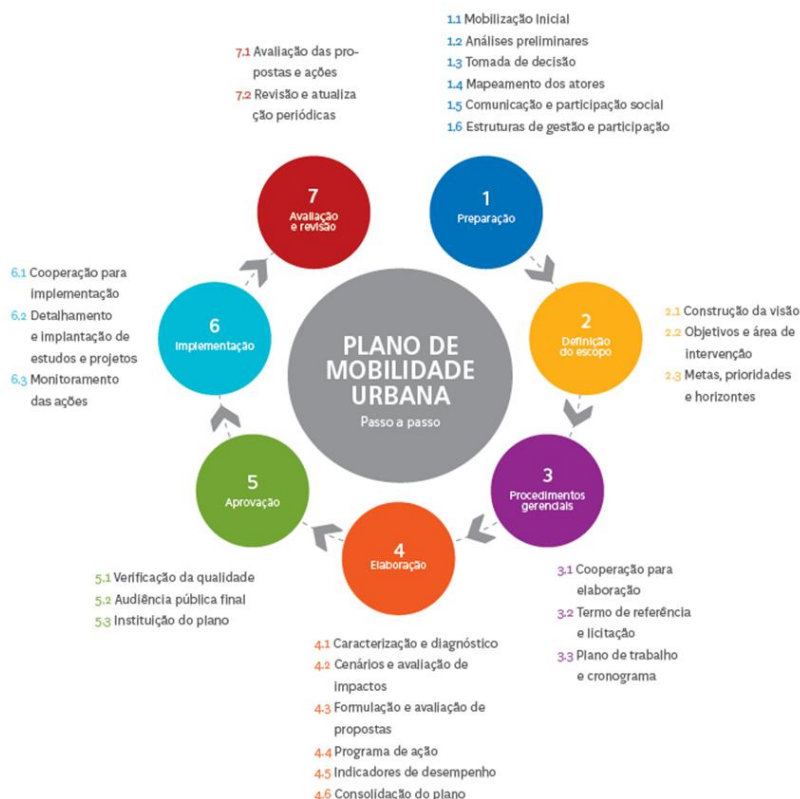 PLANO DE
MOBILIDADE
URBANA
Passo a passo
1
Preparação
1.1 Mobilização Inicial
1.2 Análises preliminares
1.3 Tomada de decisão
1.4 Mapeamento dos atores
1.5 Comunicação e participação social
1.6 Estruturas de gestão e participação
2
Definição
do escopo
2.1 Construção da visão
2.2 Objetivos e área de
intervenção
2.3 Metas, prioridades
e horizontes
3
Procedimentos
gerenciais
3.1 Cooperação para
elaboração
3.2 Termo de referência
e licitação
3.3 Plano de trabalho
e cronograma
4
Elaboração
4.1 Caracterização e diagnóstico
4.2 Cenários e avaliação de
impactos
4.3 Formulação e avaliação de
propostas
4.4 Programa de ação
4.5 Indicadores de desempenho
4.6 Consolidação do plano
5
Aprovação
5.1 Verificação da qualidade
5.2 Audiência pública final
5.3 Instituição do plano
6
Implementação
6.1 Cooperação para
implementação
6.2 Detalhamento
e implantação de
estudos e projetos
6.3 Monitoramento
das ações
7
Avaliação
e revisão
7.1 Avaliação das pro-
postas e ações
7.2 Revisão e atualiza
ção periódicas